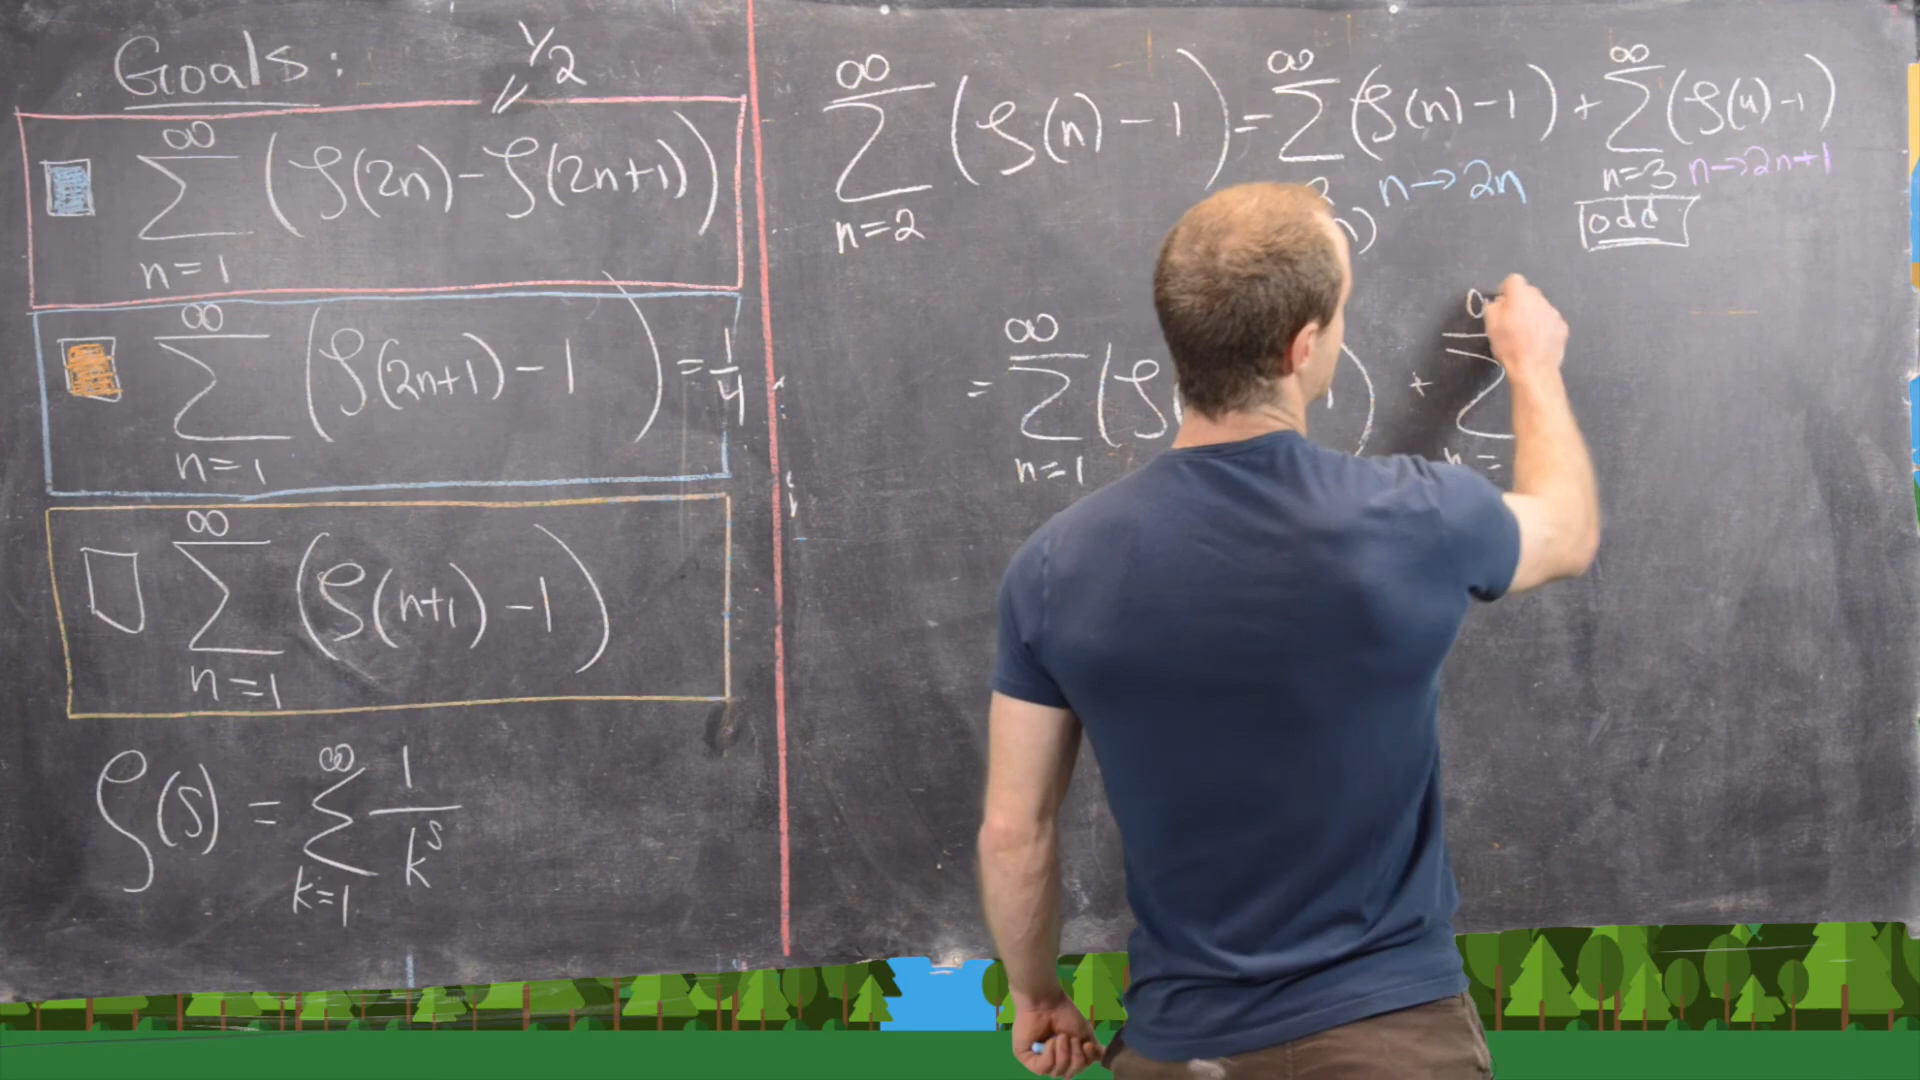 Goals:
1/2
∞
∑ (ζ(2n) - ζ(2n+1))
n=1
∞
∑ (ζ(2n+1) - 1) = 1/4
n=1
∞
∑ (ζ(n+1) - 1)
n=1
ζ(s) = ∑ 1/k^s
∞
k=1
∞ ∞ ∞
∑ (ζ(n) - 1) = ∑ (ζ(n) - 1) + ∑ (ζ(n) - 1)
n=2 n→2n n=3 n→2n+1
odd
∞
= ∑ (ζ + ∑
n=1 n=